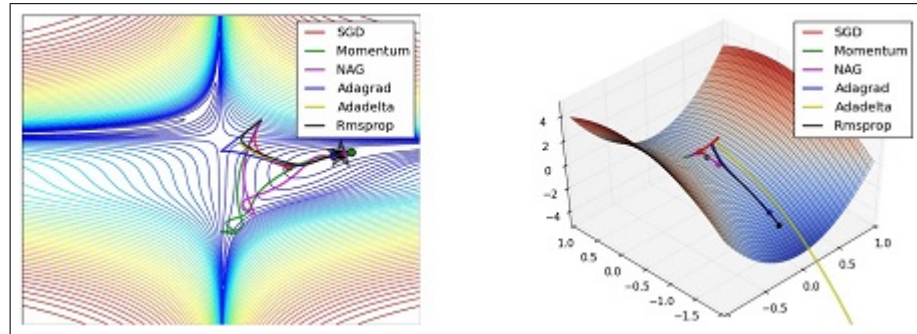 SGD
Momentum
NAG
Adagrad
Adadelta
Rmsprop
SGD
Momentum
NAG
Adagrad
Adadelta
Rmsprop
4
2
0
−2
−4
1.0
0.5
0.0
−0.5
−1.0
−1.5
−0.5
0.0
0.5
1.0